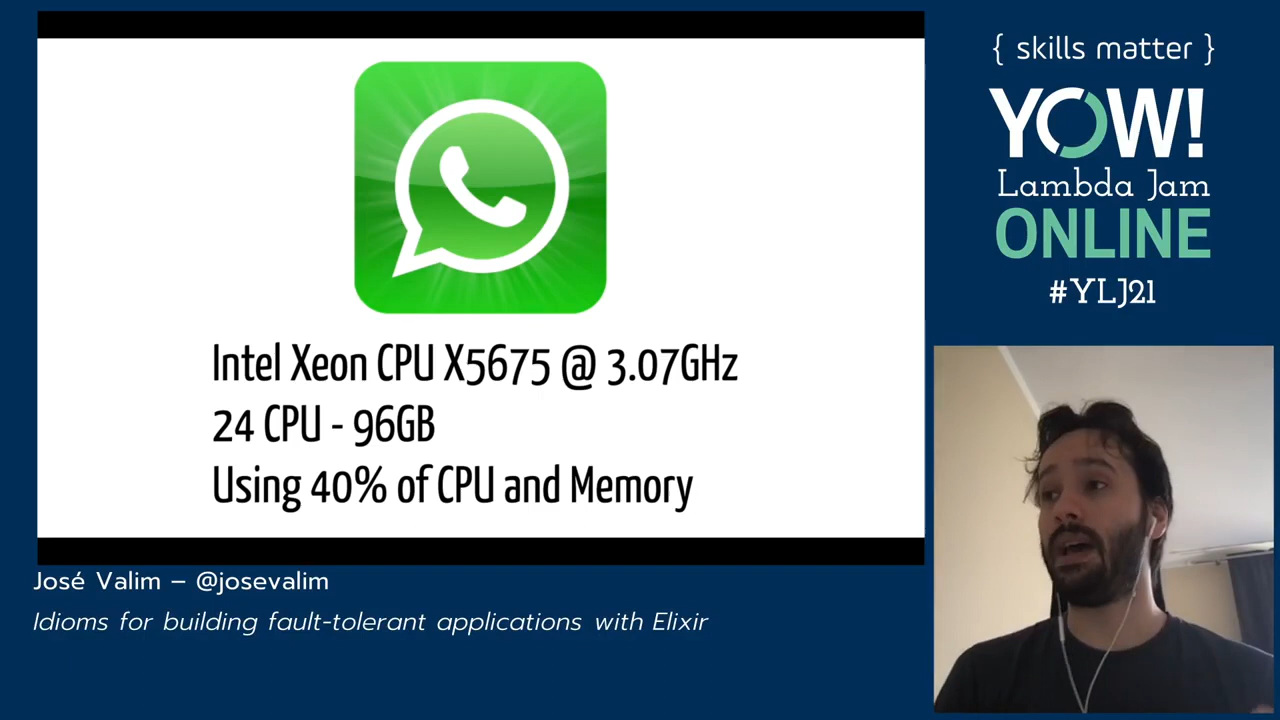 Intel Xeon CPU X5675 @ 3.07GHz
24 CPU - 96GB
Using 40% of CPU and Memory
José Valim – @josevalim
Idioms for building fault-tolerant applications with Elixir
{ skills matter }
YOW!
Lambda Jam
ONLINE
#YLJ21